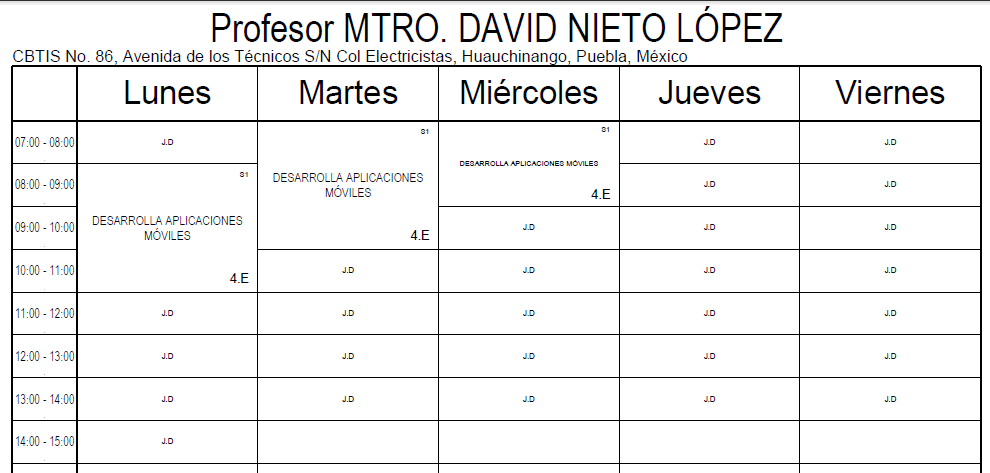 Profesor MTRO. DAVID NIETO LÓPEZ
CBTIS No. 86, Avenida de los Técnicos S/N Col Electricistas, Huauchinango, Puebla, México
Lunes Martes Miércoles Jueves Viernes
07:00 - 08:00 J.D S1 S1 J.D J.D
DESARROLLA APLICACIONES MÓVILES
08:00 - 09:00 S1 DESARROLLA APLICACIONES 4.E J.D J.D
MÓVILES
09:00 - 10:00 DESARROLLA APLICACIONES 4.E J.D J.D J.D
MÓVILES
10:00 - 11:00 4.E J.D J.D J.D J.D
11:00 - 12:00 J.D J.D J.D J.D J.D
12:00 - 13:00 J.D J.D J.D J.D J.D
13:00 - 14:00 J.D J.D J.D J.D J.D
14:00 - 15:00 J.D